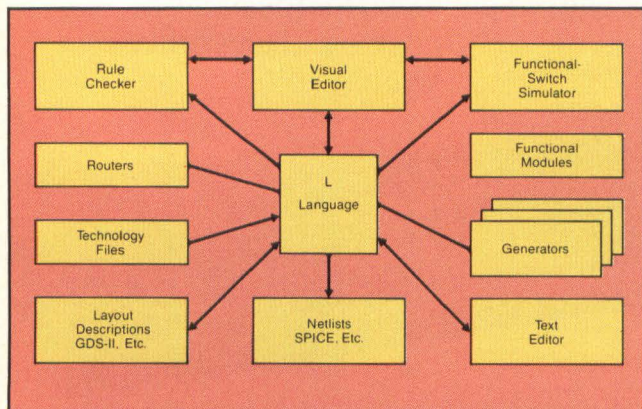 Rule
Checker
Visual
Editor
Functional-
Switch
Simulator
Routers
L
Language
Functional
Modules
Technology
Files
Generators
Layout
Descriptions
GDS-II, Etc.
Netlists
SPICE, Etc.
Text
Editor